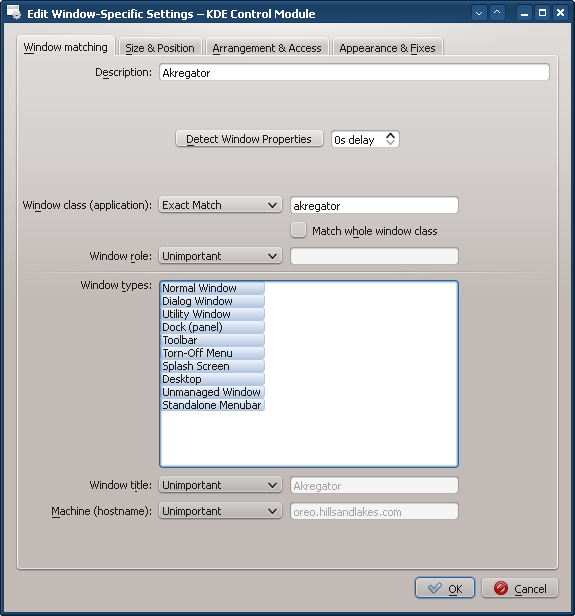 Edit Window-Specific Settings – KDE Control Module
Window matching Size & Position Arrangement & Access Appearance & Fixes
Description: Akregator
Detect Window Properties 0s delay
Window class (application): Exact Match akregator
Match whole window class
Window role: Unimportant
Window types: Normal Window
Dialog Window
Utility Window
Dock (panel)
Toolbar
Torn-Off Menu
Splash Screen
Desktop
Unmanaged Window
Standalone Menubar
Window title: Unimportant Akregator
Machine (hostname): Unimportant oreo.hillsandlakes.com
OK Cancel